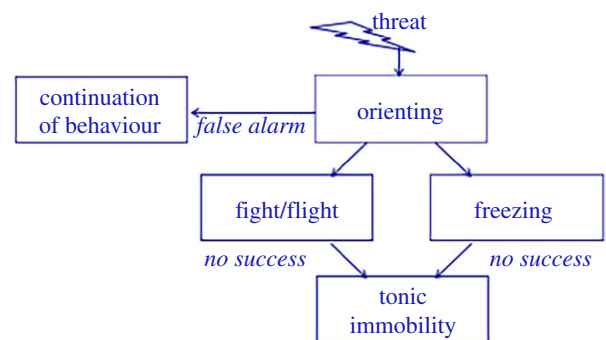 threat
continuation
of behaviour
false alarm
orienting
fight/flight
freezing
no success
no success
tonic
immobility